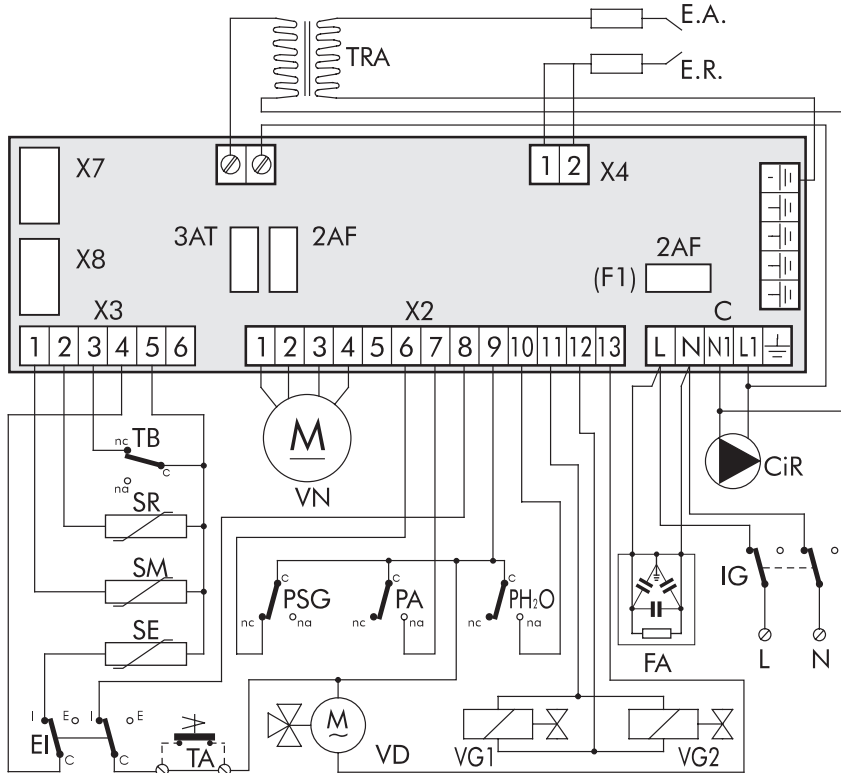 E.A.
TRA
E.R.
X7
1 2 X4
X8
3AT 2AF
2AF
(F1)
X3
X2
C
1 2 3 4 5 6
1 2 3 4 5 6 7 8 9 10 11 12 13
L N N1 L1
nc TB
c
na
M
VN
CiR
SR
SM
c PSG
nc na
c PA
nc na
c PH₂O
nc na
IG
SE
FA
L N
I E I E
EI
c c
TA
M
VD
VG1
VG2